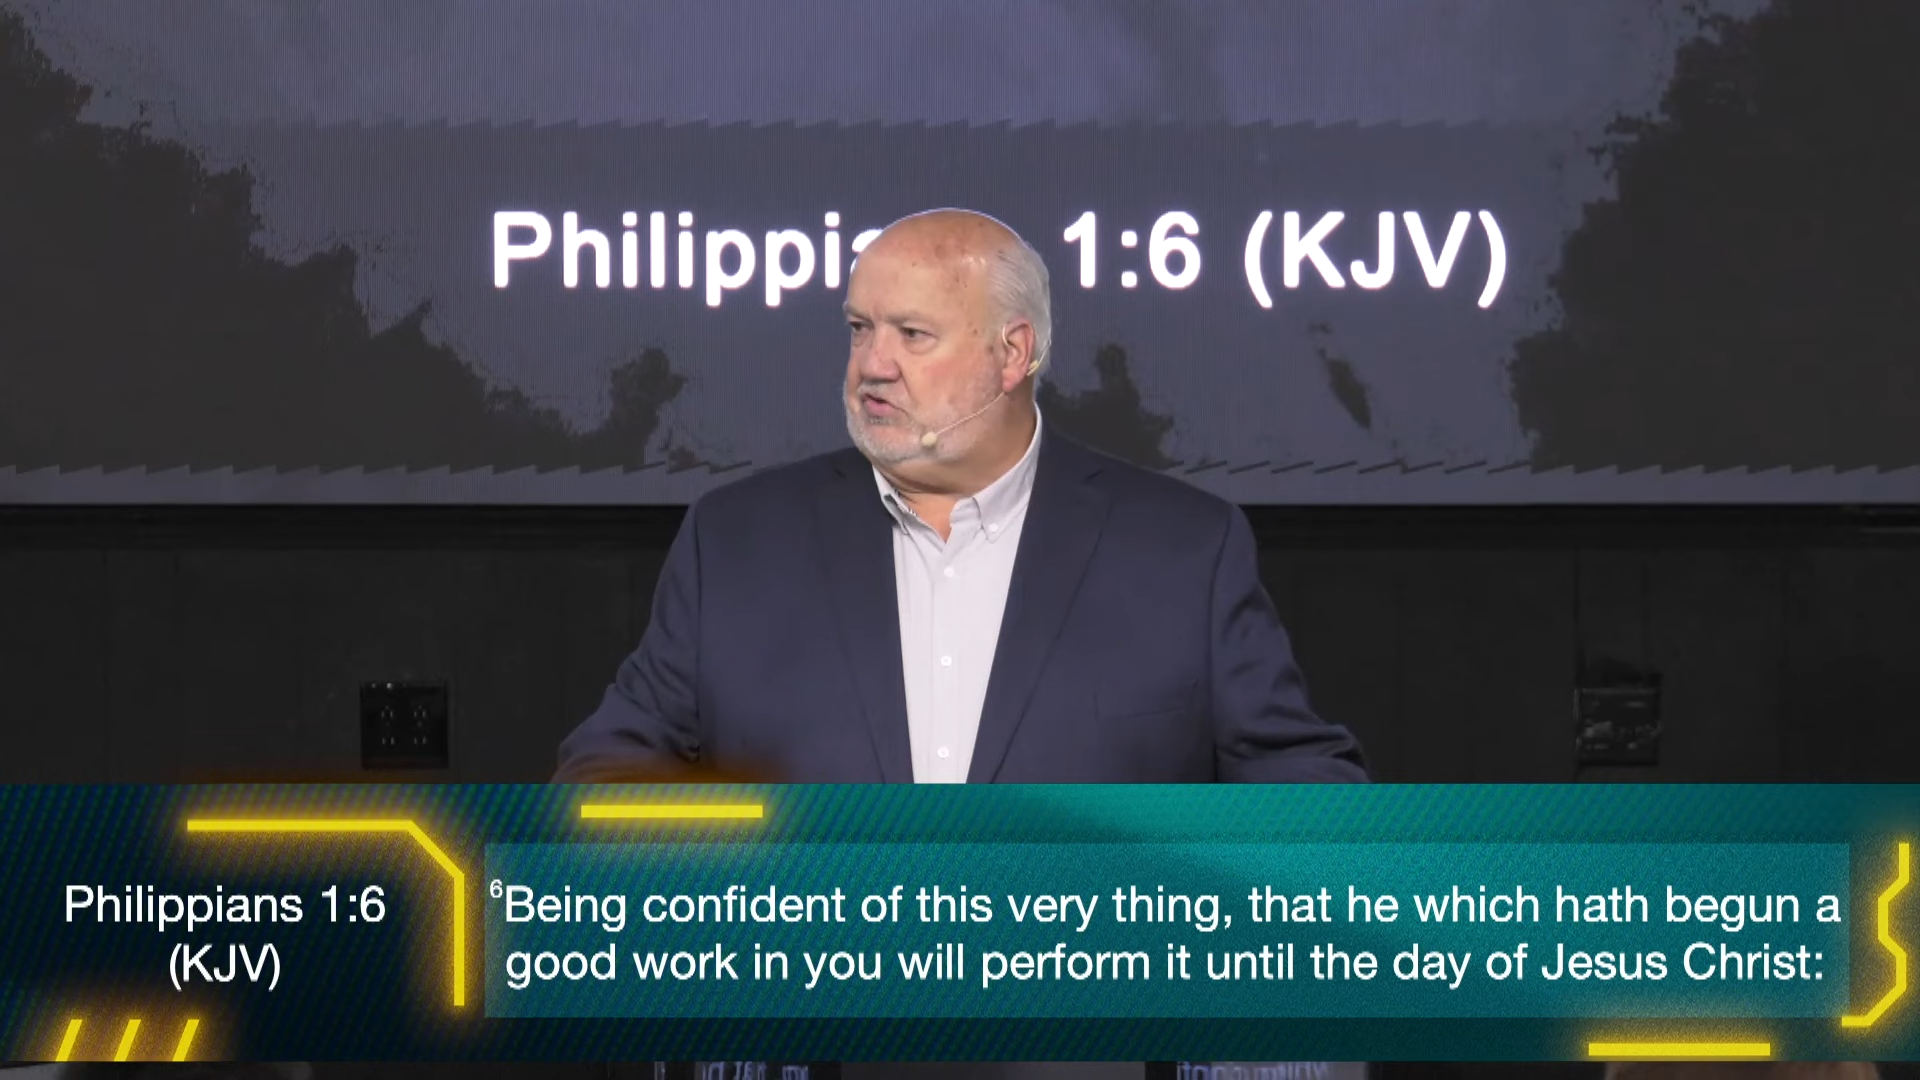 Philippi 1:6 (KJV)
Philippians 1:6
(KJV)
6Being confident of this very thing, that he which hath begun a
good work in you will perform it until the day of Jesus Christ: